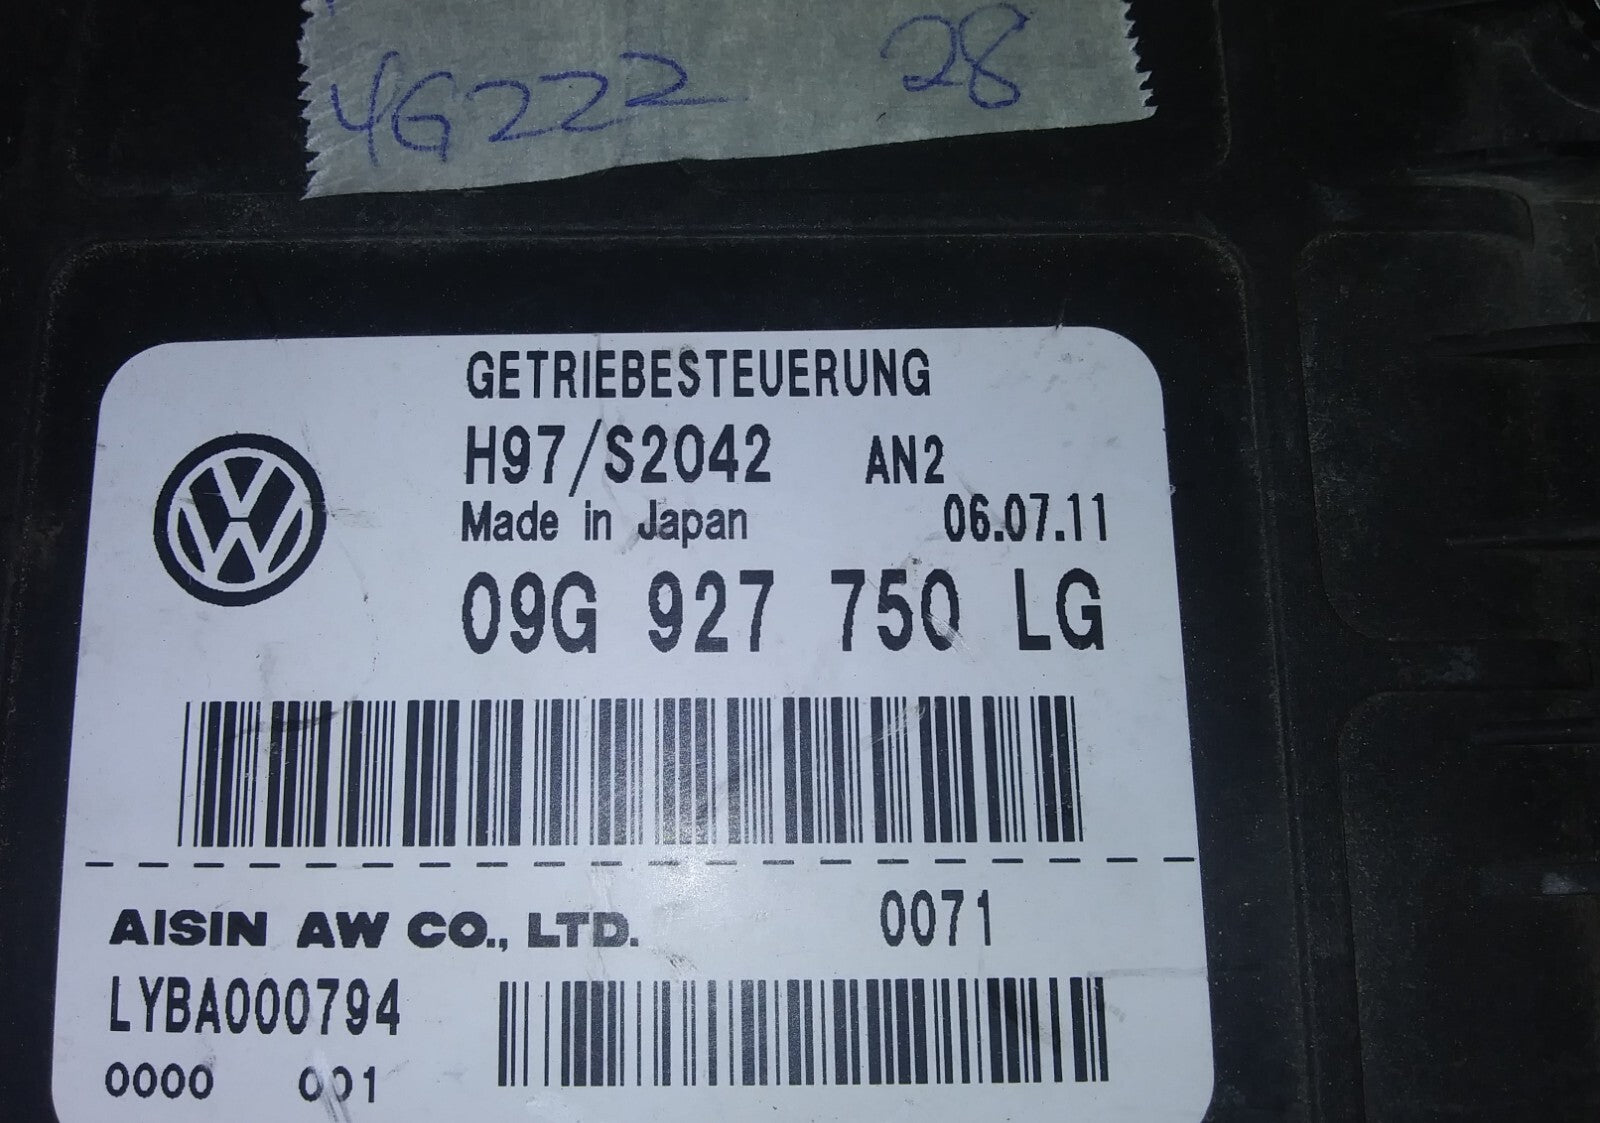 4G222 28
GETRIEBESTEUERUNG
H97/S2042 AN2
Made in Japan 06.07.11
09G 927 750 LG
AISIN AW CO., LTD. 0071
LYBA000794
0000 001